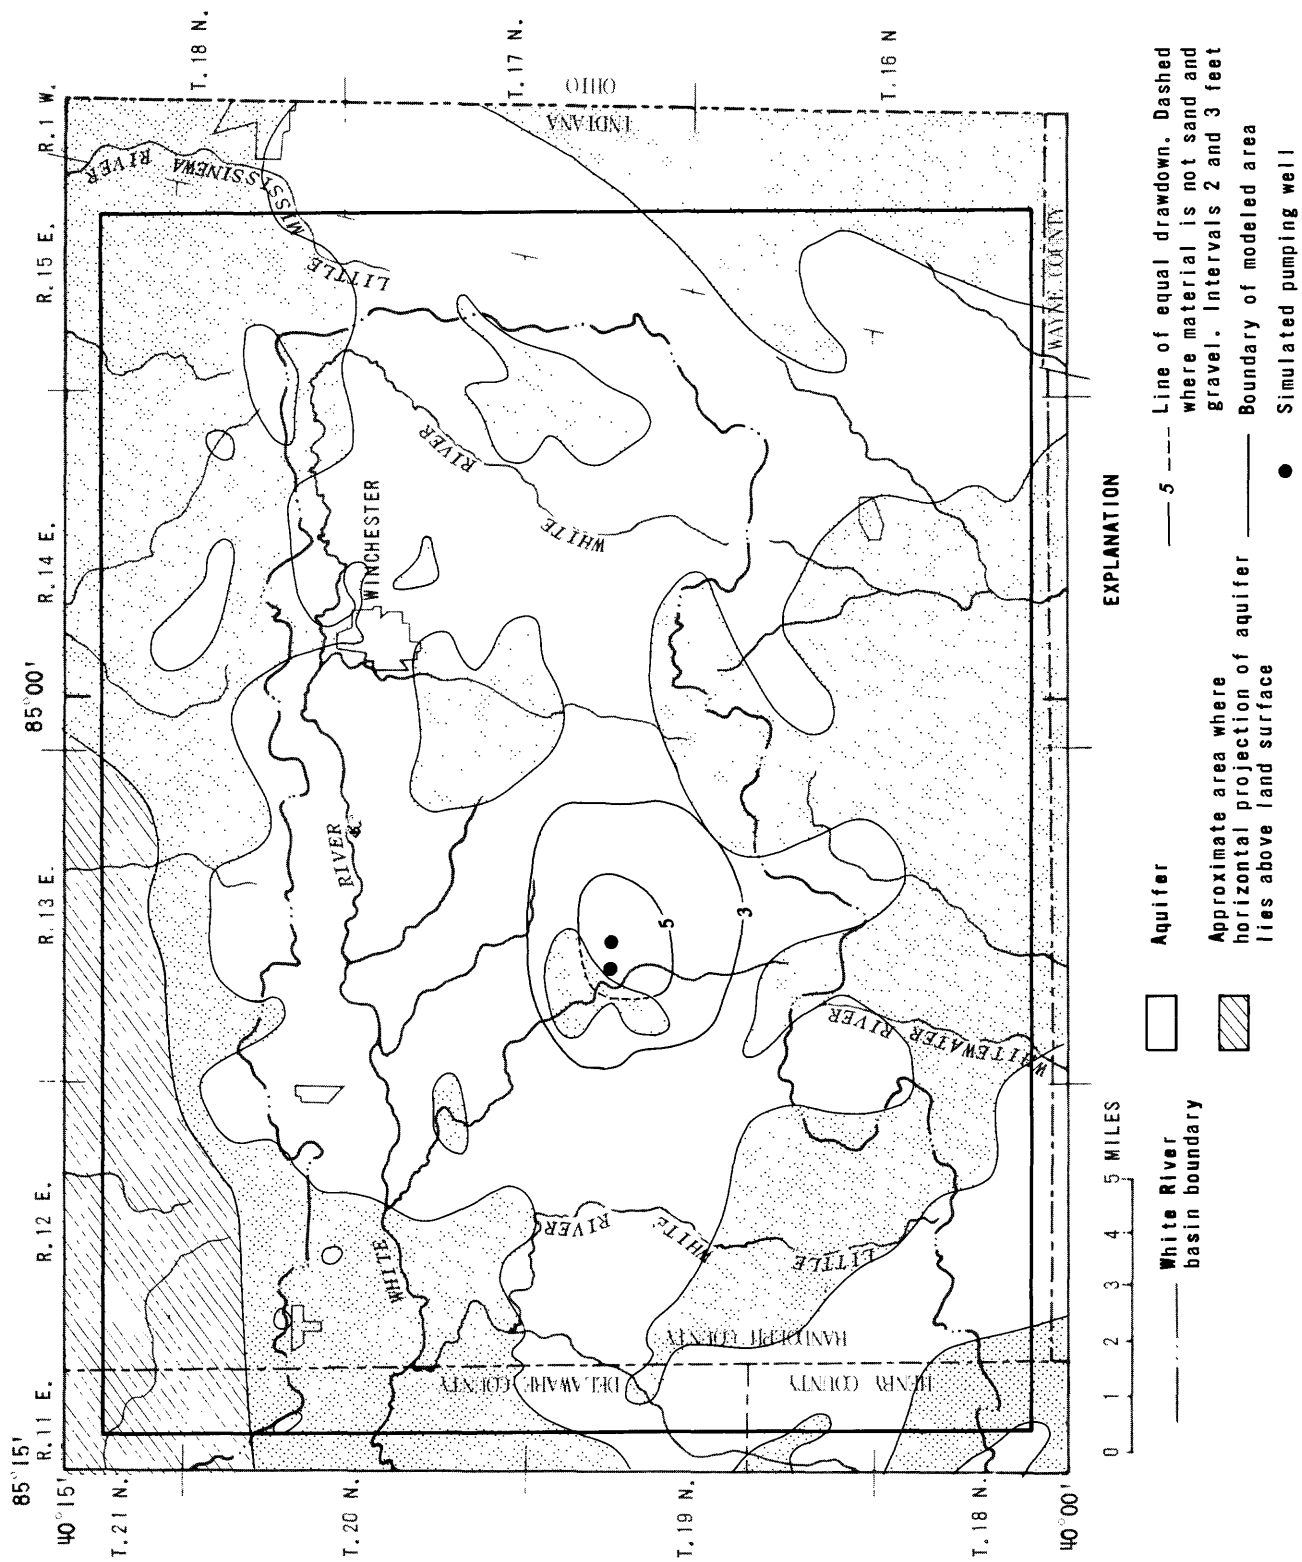 85°15'
R.11 E.
R.12 E.
R.13 E.
85°00'
R.14 E.
R.15 E.
R.1 W.
40°15'
T.21 N.
T.20 N.
T.19 N.
T.18 N.
40°00'
T.18 N.
T.17 N
T.16 N
MISSISSINEWA RIVER
LITTLE
OHIO
INDIANA
WHITE RIVER
WINCHESTER
RIVER
WHITE
WHITEWATER RIVER
LITTLE WHITE RIVER
WAYNE COUNTY
RANDOLPH COUNTY
DELAWARE COUNTY
HENRY COUNTY
5
3
0 1 2 3 4 5 MILES
EXPLANATION
White River
basin boundary
Aquifer
Approximate area where
horizontal projection of aquifer
lies above land surface
5
Line of equal drawdown. Dashed
where material is not sand and
gravel. Intervals 2 and 3 feet
Boundary of modeled area
Simulated pumping well